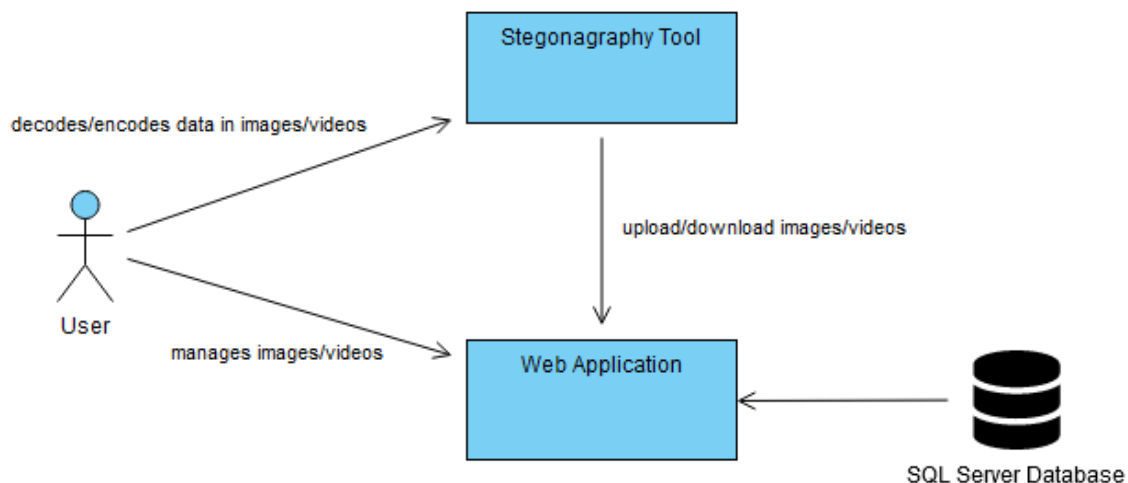 Stegonagraphy Tool
decodes/encodes data in images/videos
upload/download images/videos
User
manages images/videos
Web Application
SQL Server Database